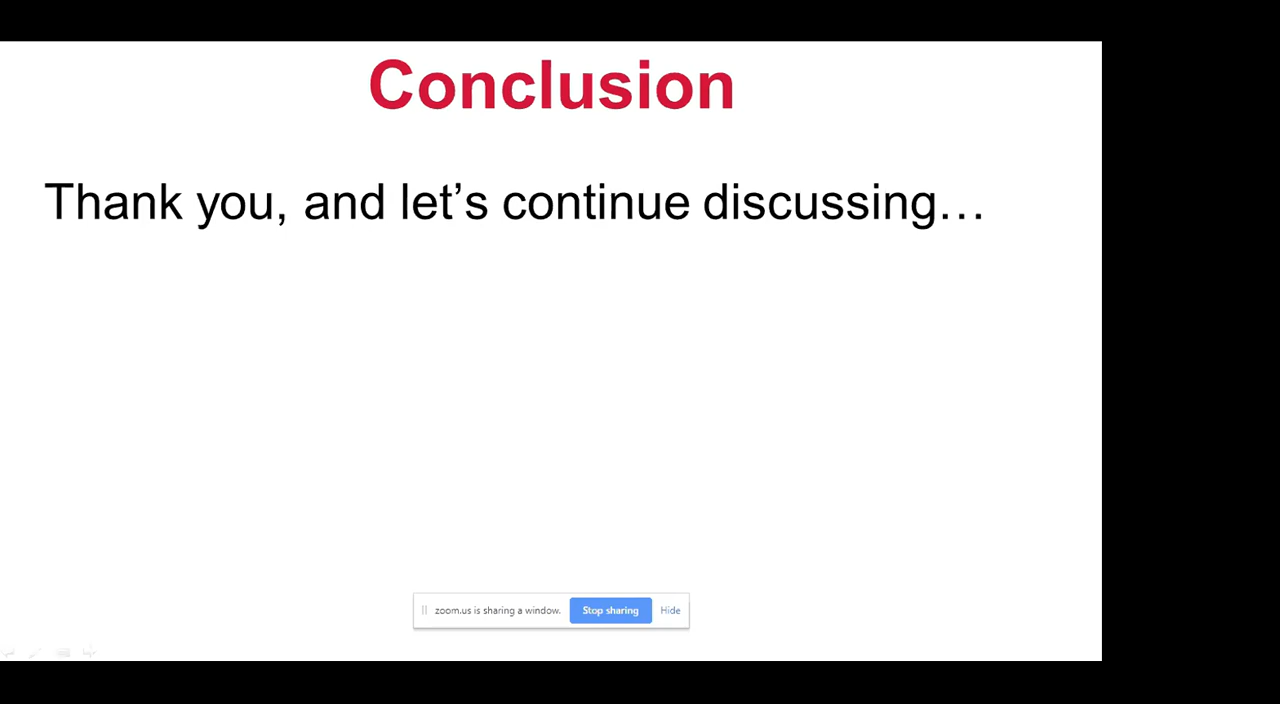 Conclusion
Thank you, and let’s continue discussing…
zoom.us is sharing a window. Stop sharing Hide